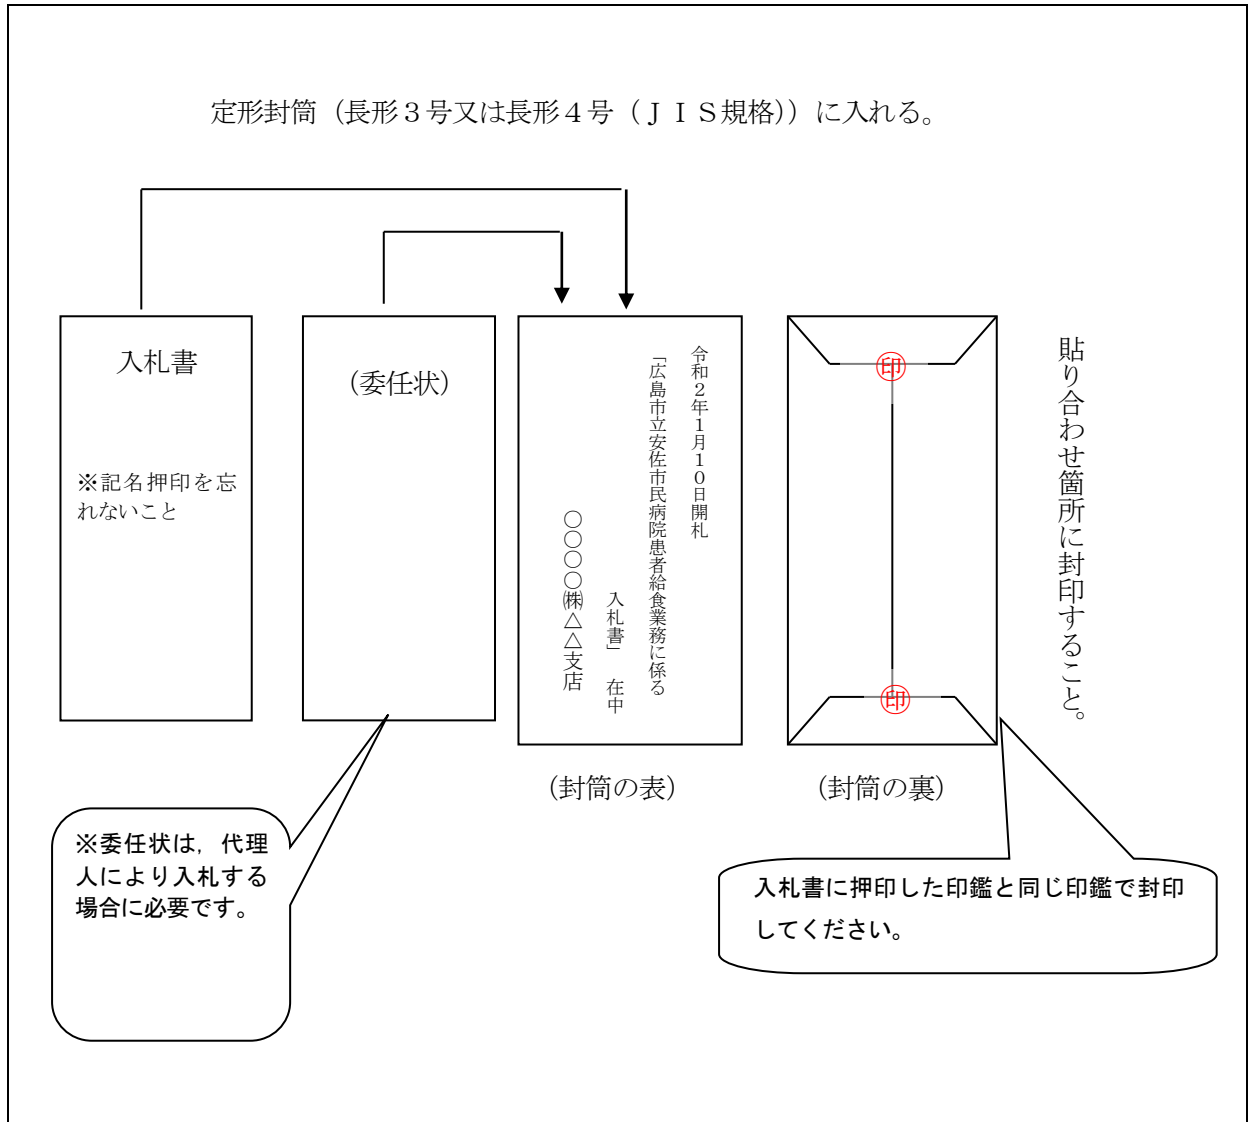 定形封筒（長形３号又は長形４号（ＪＩＳ規格））に入れる。
入札書
※記名押印を忘
れないこと
（委任状）
令和２年１月１０日開札
「広島市立安佐市民病院患者給食業務に係る
入札書」　在中
〇〇〇〇㈱△△支店
印
印
貼り合わせ箇所に封印すること。
（封筒の表）
（封筒の裏）
※委任状は，代理
人により入札する
場合に必要です。
入札書に押印した印鑑と同じ印鑑で封印
してください。